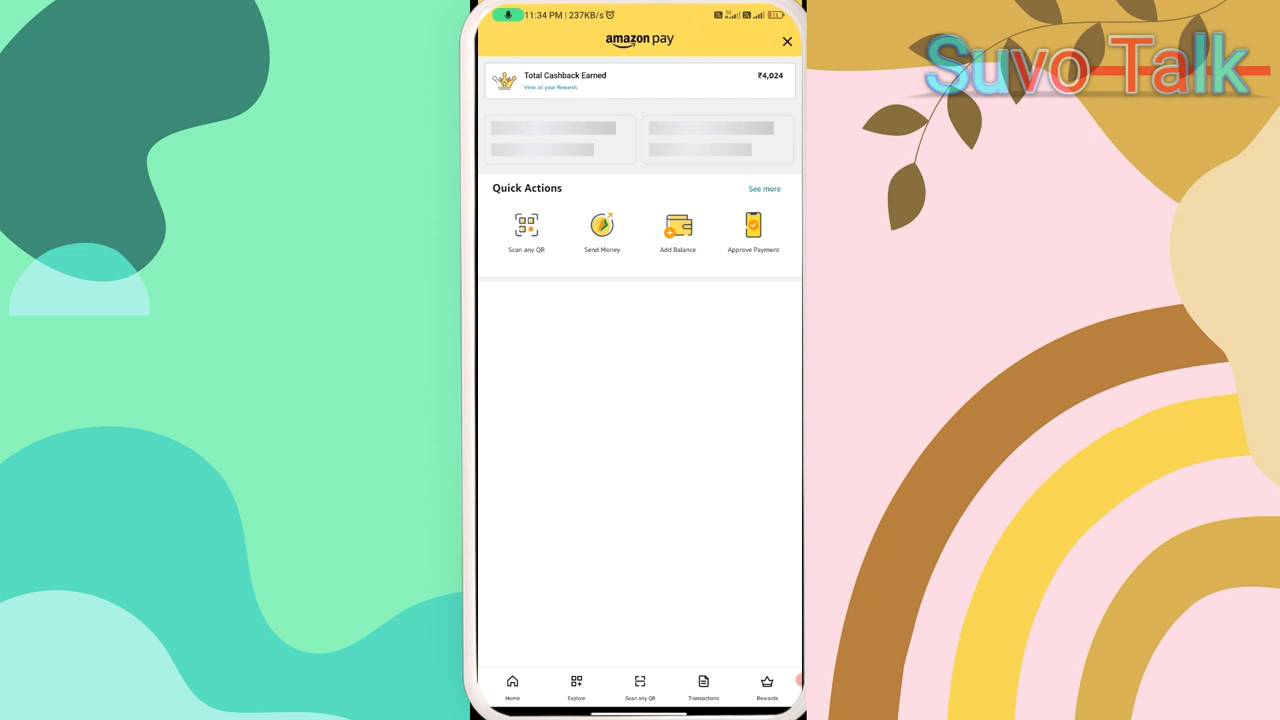 11:34 PM | 237KB/s
amazon pay
Suvo Talk
Total Cashback Earned
₹4,024
View all your Rewards
Quick Actions
See more
Scan any QR
Send Money
Add Balance
Approve Payment
Home
Explore
Scan any QR
Transactions
Rewards